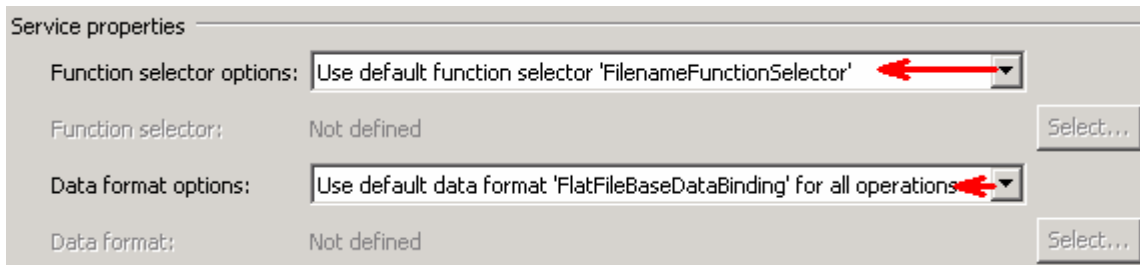 Service properties
Function selector options: Use default function selector 'FilenameFunctionSelector'
Function selector: Not defined Select...
Data format options: Use default data format 'FlatFileBaseDataBinding' for all operations
Data format: Not defined Select...